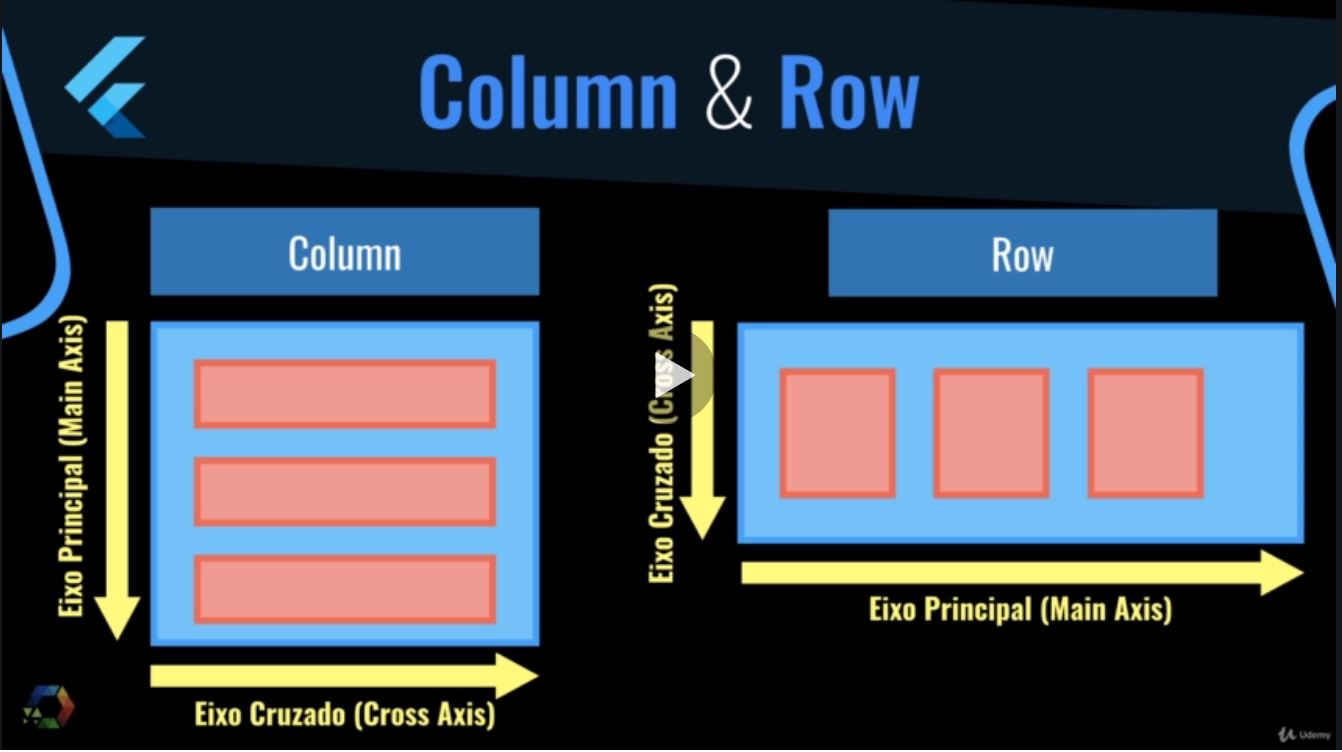 Column & Row
Column
Row
Eixo Principal (Main Axis)
Eixo Cruzado (Cross Axis)
Eixo Cruzado (Cross Axis)
Eixo Principal (Main Axis)
Udemy